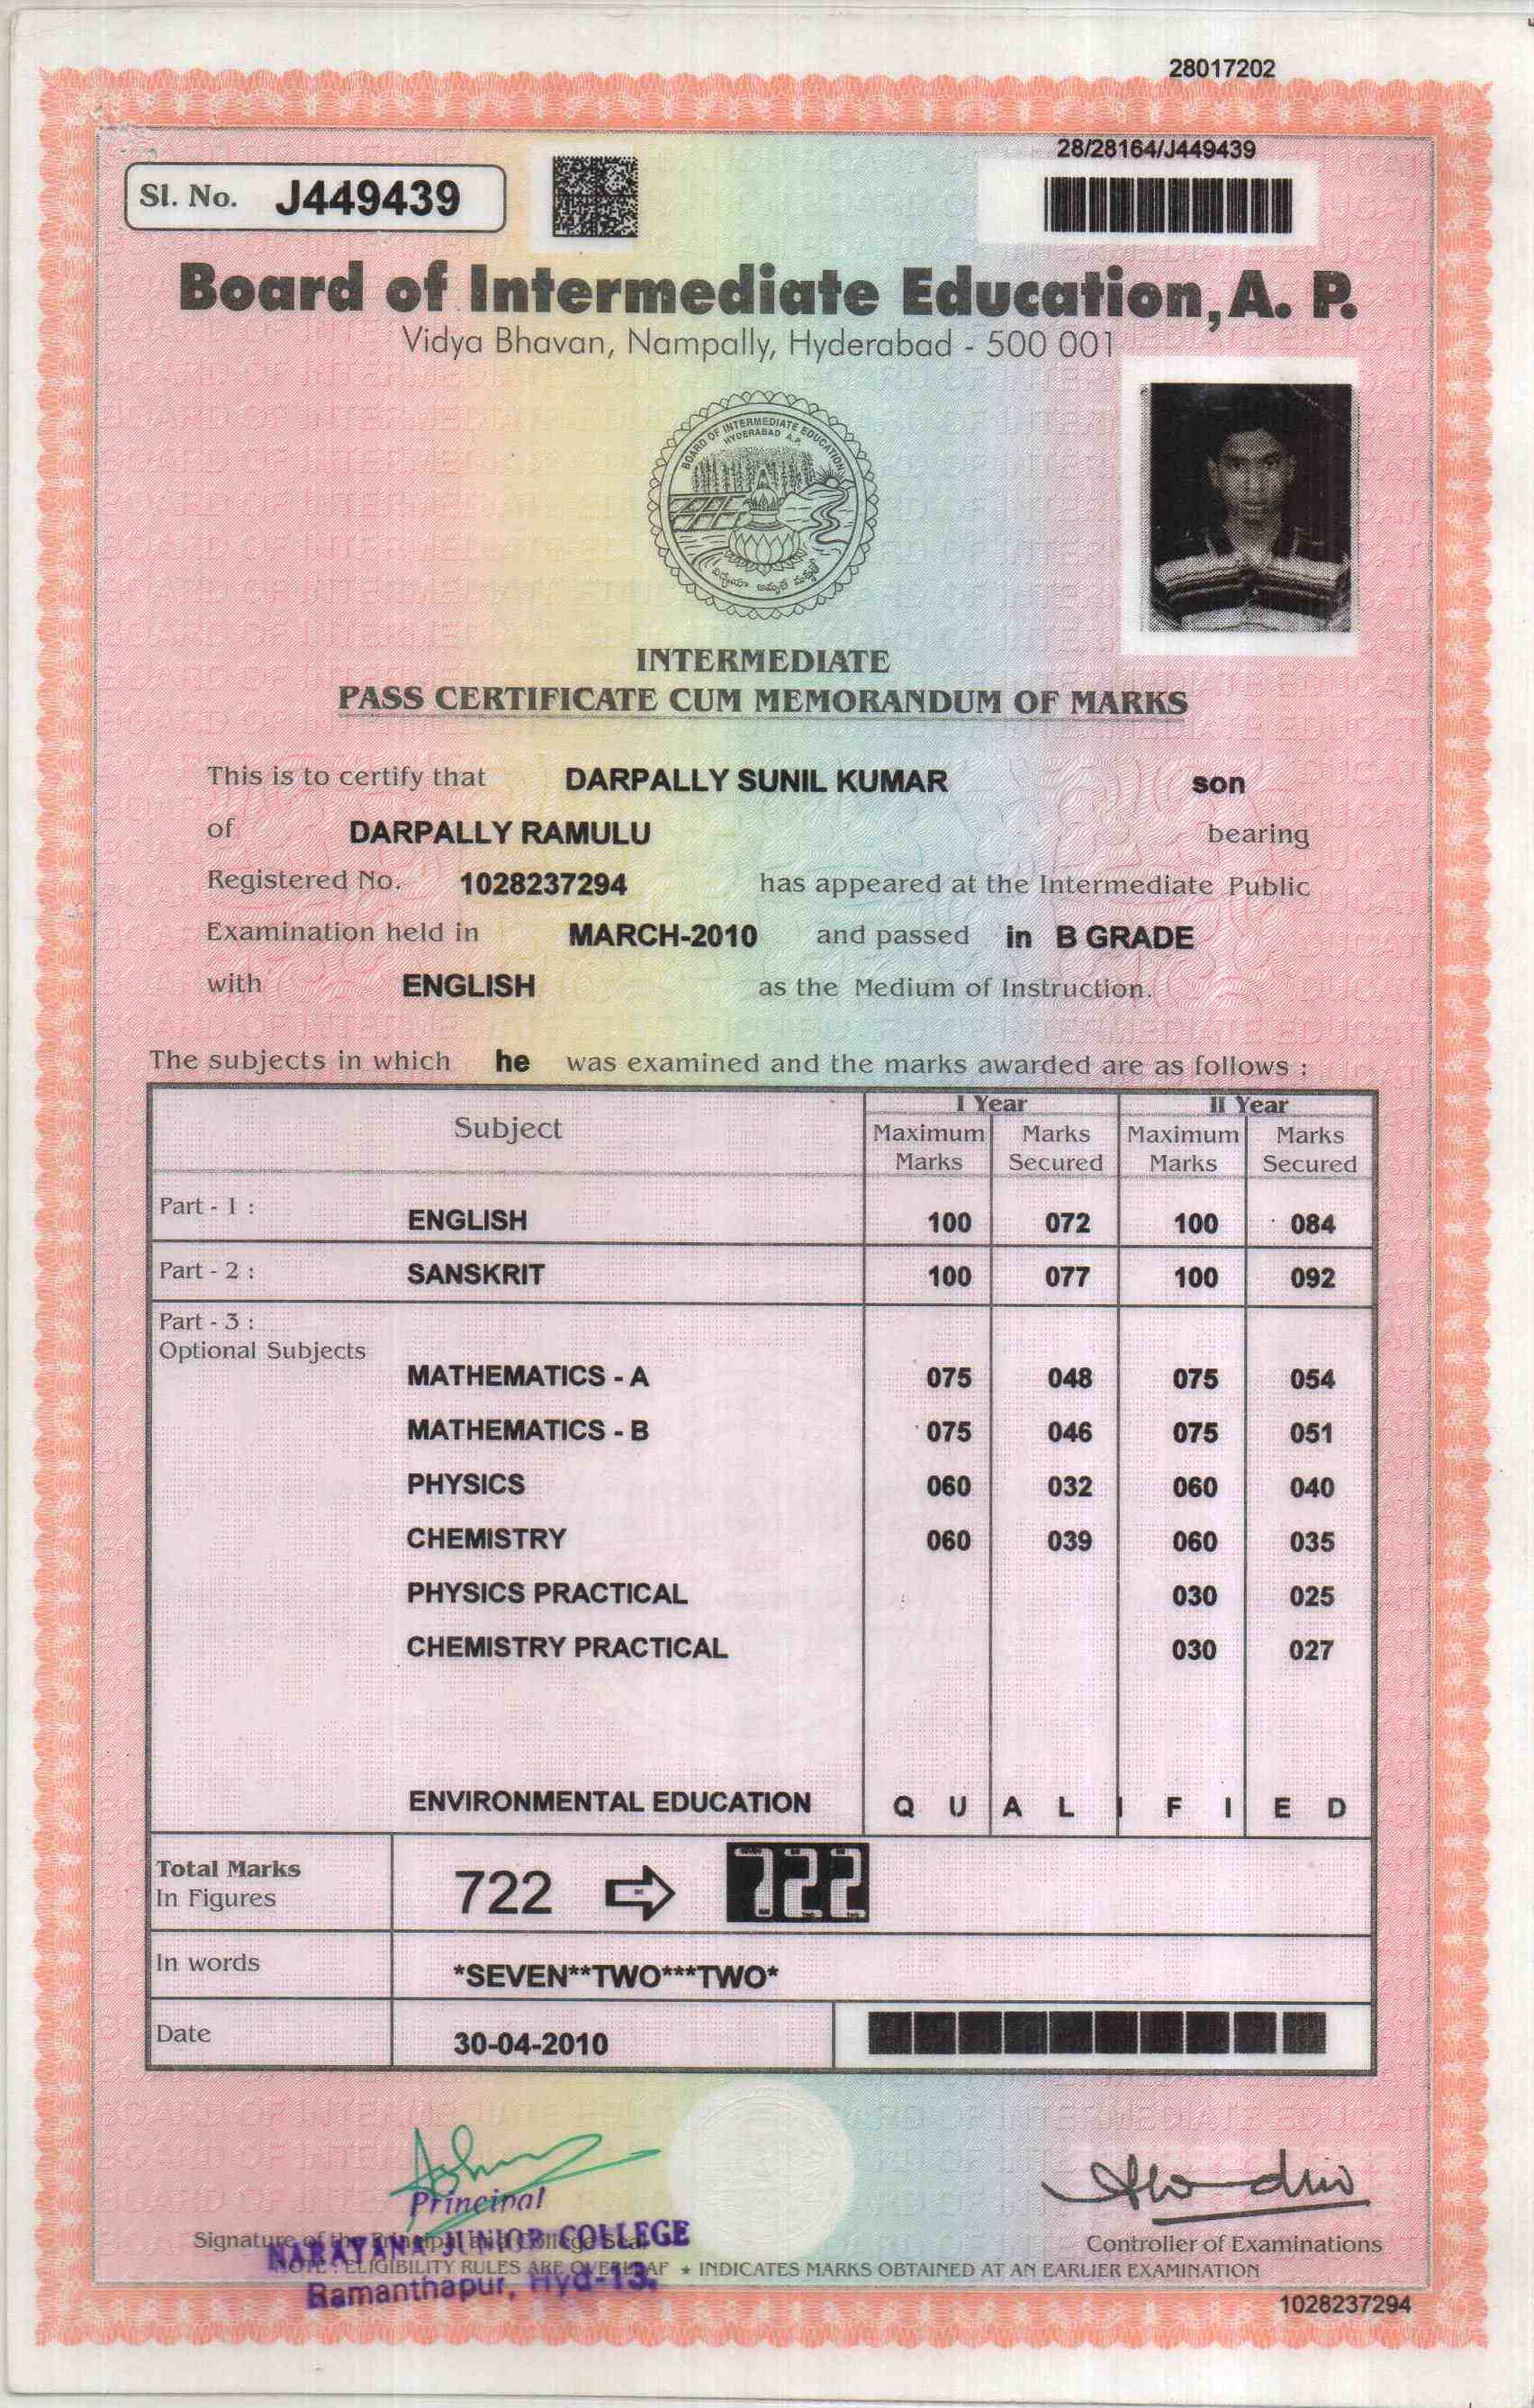 28017202
28/28164/J449439
Sl. No. J449439
Board of Intermediate Education, A. P.
Vidya Bhavan, Nampally, Hyderabad - 500 001
BOARD OF INTERMEDIATE EDUCATION
HYDERABAD A.P.
INTERMEDIATE
PASS CERTIFICATE CUM MEMORANDUM OF MARKS
This is to certify that DARPALLY SUNIL KUMAR son
of DARPALLY RAMULU bearing
Registered No. 1028237294 has appeared at the Intermediate Public
Examination held in MARCH-2010 and passed in B GRADE
with ENGLISH as the Medium of Instruction.
The subjects in which he was examined and the marks awarded are as follows :
Subject I Year II Year
Maximum Marks Marks Secured Maximum Marks Marks Secured
Part - 1 : ENGLISH 100 072 100 084
Part - 2 : SANSKRIT 100 077 100 092
Part - 3 :
Optional Subjects
MATHEMATICS - A 075 048 075 054
MATHEMATICS - B 075 046 075 051
PHYSICS 060 032 060 040
CHEMISTRY 060 039 060 035
PHYSICS PRACTICAL 030 025
CHEMISTRY PRACTICAL 030 027
ENVIRONMENTAL EDUCATION Q U A L I F I E D
Total Marks
In Figures 722 722
In words *SEVEN**TWO***TWO*
Date 30-04-2010
Principal
Signature of the Principal and College Seal
NARAYANA JUNIOR COLLEGE
Ramanthapur, Hyd-13.
Controller of Examinations
NOTE : ELIGIBILITY RULES ARE OVERLEAF * INDICATES MARKS OBTAINED AT AN EARLIER EXAMINATION
1028237294